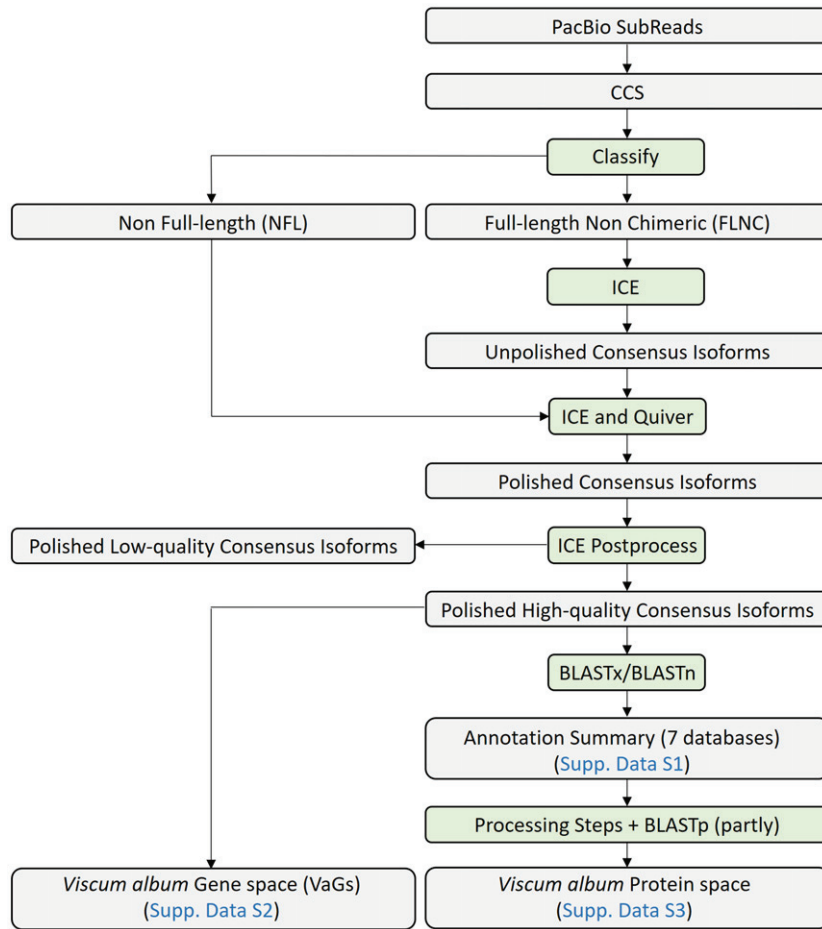 PacBio SubReads
CCS
Classify
Non Full-length (NFL)
Full-length Non Chimeric (FLNC)
ICE
Unpolished Consensus Isoforms
ICE and Quiver
Polished Consensus Isoforms
Polished Low-quality Consensus Isoforms
ICE Postprocess
Polished High-quality Consensus Isoforms
BLASTx/BLASTn
Annotation Summary (7 databases)
(Supp. Data S1)
Processing Steps + BLASTp (partly)
Viscum album Gene space (VaGs)
(Supp. Data S2)
Viscum album Protein space
(Supp. Data S3)